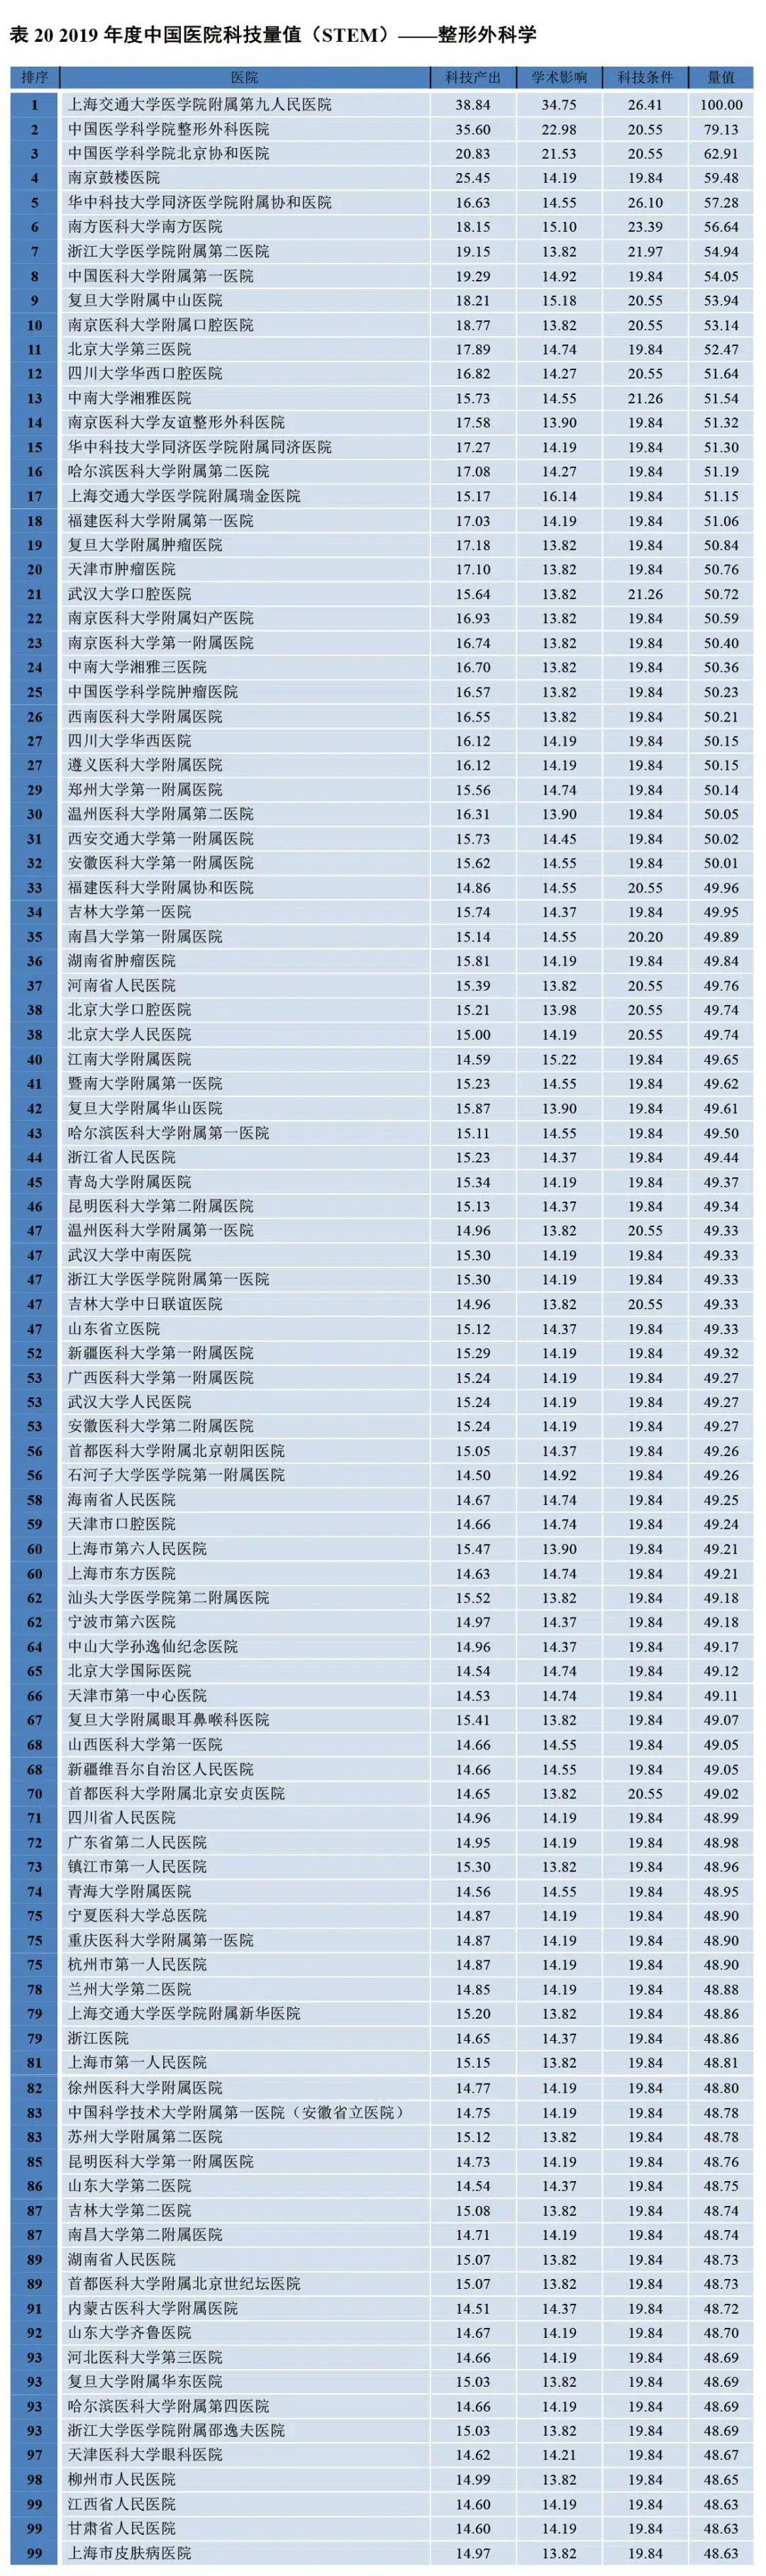 表 20 2019 年度中国医院科技量值（STEM）——整形外科学
排序 医院 科技产出 学术影响 科技条件 量值
1 上海交通大学医学院附属第九人民医院 38.84 34.75 26.41 100.00
2 中国医学科学院整形外科医院 35.60 22.98 20.55 79.13
3 中国医学科学院北京协和医院 20.83 21.53 20.55 62.91
4 南京鼓楼医院 25.45 14.19 19.84 59.48
5 华中科技大学同济医学院附属协和医院 16.63 14.55 26.10 57.28
6 南方医科大学南方医院 18.15 15.10 23.39 56.64
7 浙江大学医学院附属第二医院 19.15 13.82 21.97 54.94
8 中国医科大学附属第一医院 19.29 14.92 19.84 54.05
9 复旦大学附属中山医院 18.21 15.18 20.55 53.94
10 南京医科大学附属口腔医院 18.77 13.82 20.55 53.14
11 北京大学第三医院 17.89 14.74 19.84 52.47
12 四川大学华西口腔医院 16.82 14.27 20.55 51.64
13 中南大学湘雅医院 15.73 14.55 21.26 51.54
14 南京医科大学友谊整形外科医院 17.58 13.90 19.84 51.32
15 华中科技大学同济医学院附属同济医院 17.27 14.19 19.84 51.30
16 哈尔滨医科大学附属第二医院 17.08 14.27 19.84 51.19
17 上海交通大学医学院附属瑞金医院 15.17 16.14 19.84 51.15
18 福建医科大学附属第一医院 17.03 14.19 19.84 51.06
19 复旦大学附属肿瘤医院 17.18 13.82 19.84 50.84
20 天津市肿瘤医院 17.10 13.82 19.84 50.76
21 武汉大学口腔医院 15.64 13.82 21.26 50.72
22 南京医科大学附属妇产医院 16.93 13.82 19.84 50.59
23 南京医科大学第一附属医院 16.74 13.82 19.84 50.40
24 中南大学湘雅三医院 16.70 13.82 19.84 50.36
25 中国医学科学院肿瘤医院 16.57 13.82 19.84 50.23
26 西南医科大学附属医院 16.55 13.82 19.84 50.21
27 四川大学华西医院 16.12 14.19 19.84 50.15
27 遵义医科大学附属医院 16.12 14.19 19.84 50.15
29 郑州大学第一附属医院 15.56 14.74 19.84 50.14
30 温州医科大学附属第二医院 16.31 13.90 19.84 50.05
31 西安交通大学第一附属医院 15.73 14.45 19.84 50.02
32 安徽医科大学第一附属医院 15.62 14.55 19.84 50.01
33 福建医科大学附属协和医院 14.86 14.55 20.55 49.96
34 吉林大学第一医院 15.74 14.37 19.84 49.95
35 南昌大学第一附属医院 15.14 14.55 20.20 49.89
36 湖南省肿瘤医院 15.81 14.19 19.84 49.84
37 河南省人民医院 15.39 13.82 20.55 49.76
38 北京大学口腔医院 15.21 13.98 20.55 49.74
38 北京大学人民医院 15.00 14.19 20.55 49.74
40 江南大学附属医院 14.59 15.22 19.84 49.65
41 暨南大学附属第一医院 15.23 14.55 19.84 49.62
42 复旦大学附属华山医院 15.87 13.90 19.84 49.61
43 哈尔滨医科大学附属第一医院 15.11 14.55 19.84 49.50
44 浙江省人民医院 15.23 14.37 19.84 49.44
45 青岛大学附属医院 15.34 14.19 19.84 49.37
46 昆明医科大学第二附属医院 15.13 14.37 19.84 49.34
47 温州医科大学附属第一医院 14.96 13.82 20.55 49.33
47 武汉大学中南医院 15.30 14.19 19.84 49.33
47 浙江大学医学院附属第一医院 15.30 14.19 19.84 49.33
47 吉林大学中日联谊医院 14.96 13.82 20.55 49.33
47 山东省立医院 15.12 14.37 19.84 49.33
52 新疆医科大学第一附属医院 15.29 14.19 19.84 49.32
53 广西医科大学第一附属医院 15.24 14.19 19.84 49.27
53 武汉大学人民医院 15.24 14.19 19.84 49.27
53 安徽医科大学第二附属医院 15.24 14.19 19.84 49.27
56 首都医科大学附属北京朝阳医院 15.05 14.37 19.84 49.26
56 石河子大学医学院第一附属医院 14.50 14.92 19.84 49.26
58 海南省人民医院 14.67 14.74 19.84 49.25
59 天津市口腔医院 14.66 14.74 19.84 49.24
60 上海市第六人民医院 15.47 13.90 19.84 49.21
60 上海市东方医院 14.63 14.74 19.84 49.21
62 汕头大学医学院第二附属医院 15.52 13.82 19.84 49.18
62 宁波市第六医院 14.97 14.37 19.84 49.18
64 中山大学孙逸仙纪念医院 14.96 14.37 19.84 49.17
65 北京大学国际医院 14.54 14.74 19.84 49.12
66 天津市第一中心医院 14.53 14.74 19.84 49.11
67 复旦大学附属眼耳鼻喉科医院 15.41 13.82 19.84 49.07
68 山西医科大学第一医院 14.66 14.55 19.84 49.05
68 新疆维吾尔自治区人民医院 14.66 14.55 19.84 49.05
70 首都医科大学附属北京安贞医院 14.65 13.82 20.55 49.02
71 四川省人民医院 14.96 14.19 19.84 48.99
72 广东省第二人民医院 14.95 14.19 19.84 48.98
73 镇江市第一人民医院 15.30 13.82 19.84 48.96
74 青海大学附属医院 14.56 14.55 19.84 48.95
75 宁夏医科大学总医院 14.87 14.19 19.84 48.90
75 重庆医科大学附属第一医院 14.87 14.19 19.84 48.90
75 杭州市第一人民医院 14.87 14.19 19.84 48.90
78 兰州大学第二医院 14.85 14.19 19.84 48.88
79 上海交通大学医学院附属新华医院 15.20 13.82 19.84 48.86
79 浙江医院 14.65 14.37 19.84 48.86
81 上海市第一人民医院 15.15 13.82 19.84 48.81
82 徐州医科大学附属医院 14.77 14.19 19.84 48.80
83 中国科学技术大学附属第一医院（安徽省立医院） 14.75 14.19 19.84 48.78
83 苏州大学附属第二医院 15.12 13.82 19.84 48.78
85 昆明医科大学第一附属医院 14.73 14.19 19.84 48.76
86 山东大学第二医院 14.54 14.37 19.84 48.75
87 吉林大学第二医院 15.08 13.82 19.84 48.74
87 南昌大学第二附属医院 14.71 14.19 19.84 48.74
89 湖南省人民医院 15.07 13.82 19.84 48.73
89 首都医科大学附属北京世纪坛医院 15.07 13.82 19.84 48.73
91 内蒙古医科大学附属医院 14.51 14.37 19.84 48.72
92 山东大学齐鲁医院 14.67 14.19 19.84 48.70
93 河北医科大学第三医院 14.66 14.19 19.84 48.69
93 复旦大学附属华东医院 15.03 13.82 19.84 48.69
93 哈尔滨医科大学附属第四医院 14.66 14.19 19.84 48.69
93 浙江大学医学院附属邵逸夫医院 15.03 13.82 19.84 48.69
97 天津医科大学眼科医院 14.62 14.21 19.84 48.67
98 柳州市人民医院 14.99 13.82 19.84 48.65
99 江西省人民医院 14.60 14.19 19.84 48.63
99 甘肃省人民医院 14.60 14.19 19.84 48.63
99 上海市皮肤病医院 14.97 13.82 19.84 48.63